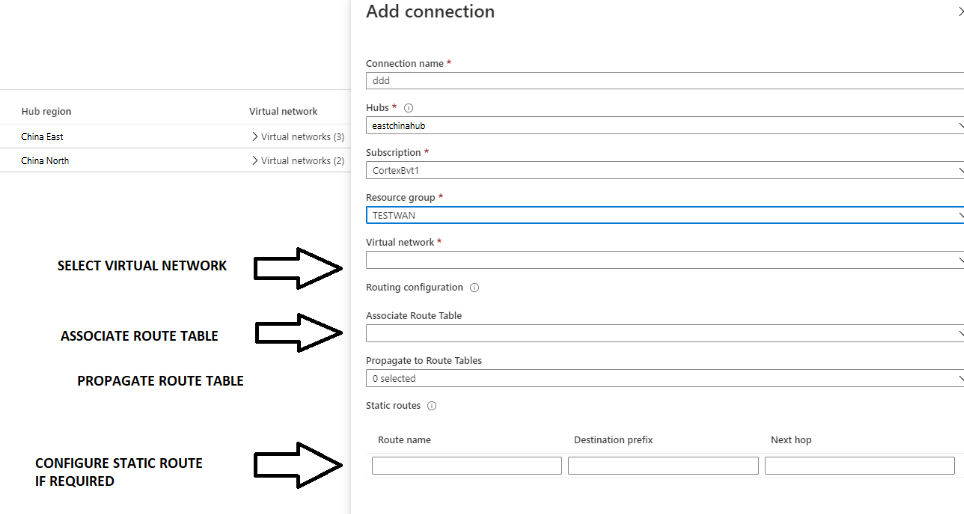 Add connection
Connection name *
ddd
Hubs *
eastchinahub
Subscription *
CortexBvt1
Resource group *
TESTWAN
Virtual network *
Routing configuration
Associate Route Table
Propagate to Route Tables
0 selected
Static routes
Route name Destination prefix Next hop
Hub region Virtual network
China East Virtual networks (3)
China North Virtual networks (2)
SELECT VIRTUAL NETWORK
ASSOCIATE ROUTE TABLE
PROPAGATE ROUTE TABLE
CONFIGURE STATIC ROUTE
IF REQUIRED